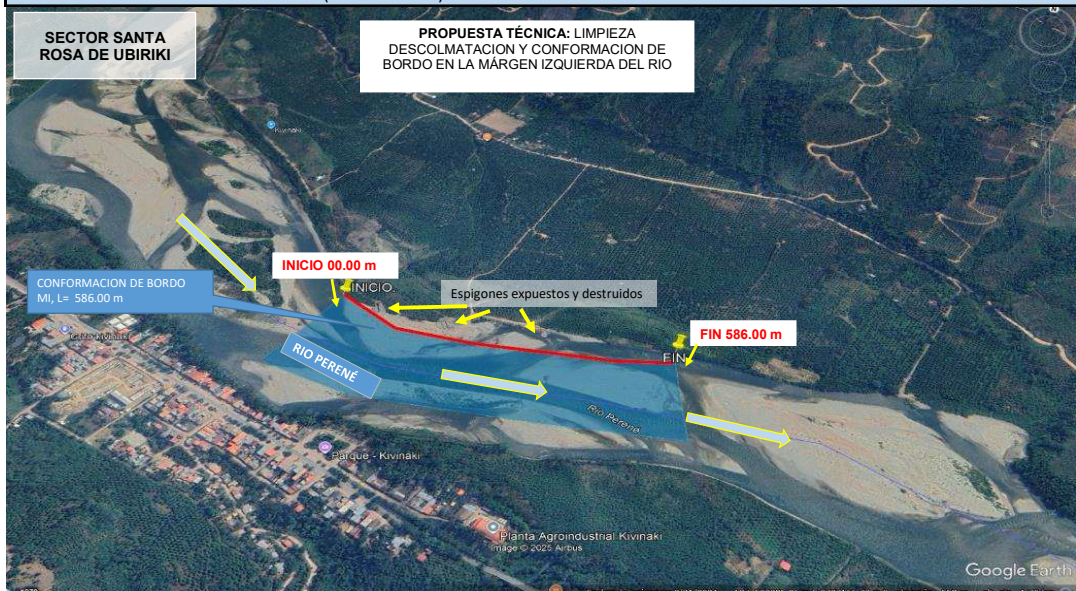 SECTOR SANTA
ROSA DE UBIRIKI
PROPUESTA TÉCNICA: LIMPIEZA
DESCOLMATACION Y CONFORMACION DE
BORDO EN LA MÁRGEN IZQUIERDA DEL RIO
Kivinaki
INICIO 00.00 m
CONFORMACION DE BORDO
MI, L= 586.00 m
INICIO.
Espigones expuestos y destruidos
FIN 586.00 m
FIN
RIO PERENÉ
Rio Perené
Parque - Kivinaki
Planta Agroindustrial Kivinaki
Image © 2025 Airbus
Google Earth